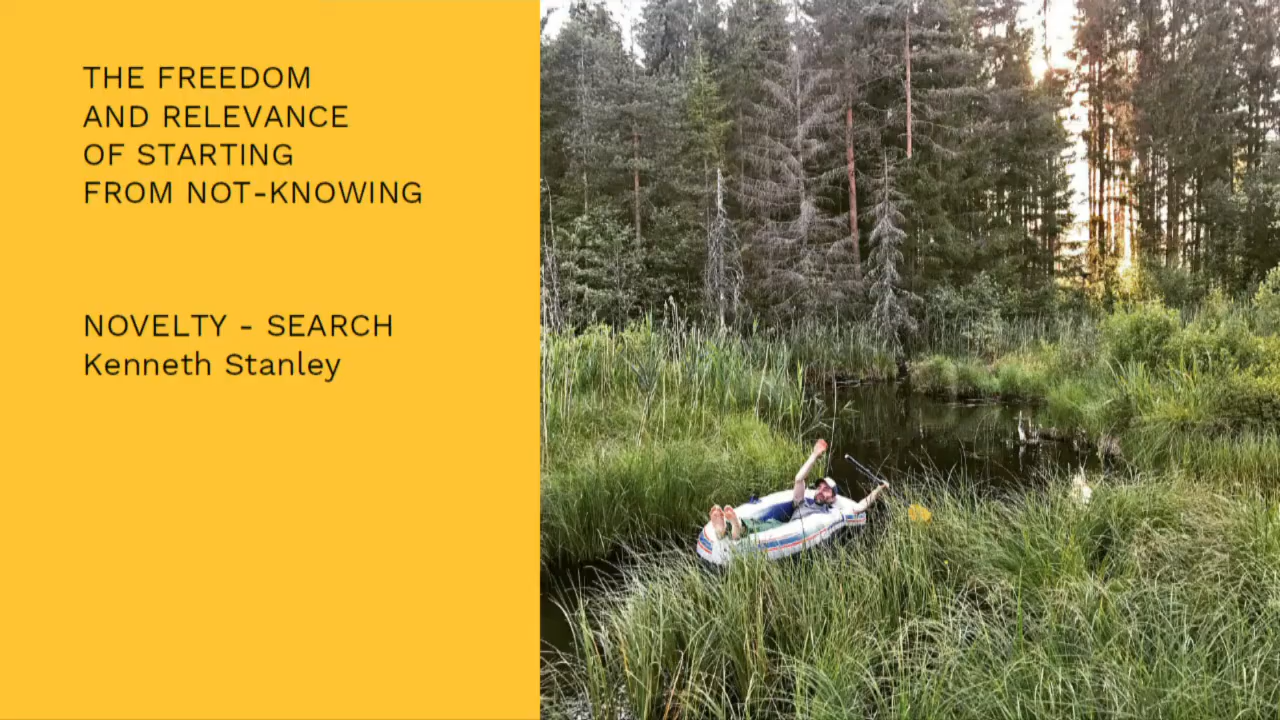 THE FREEDOM
AND RELEVANCE
OF STARTING
FROM NOT-KNOWING
NOVELTY - SEARCH
Kenneth Stanley